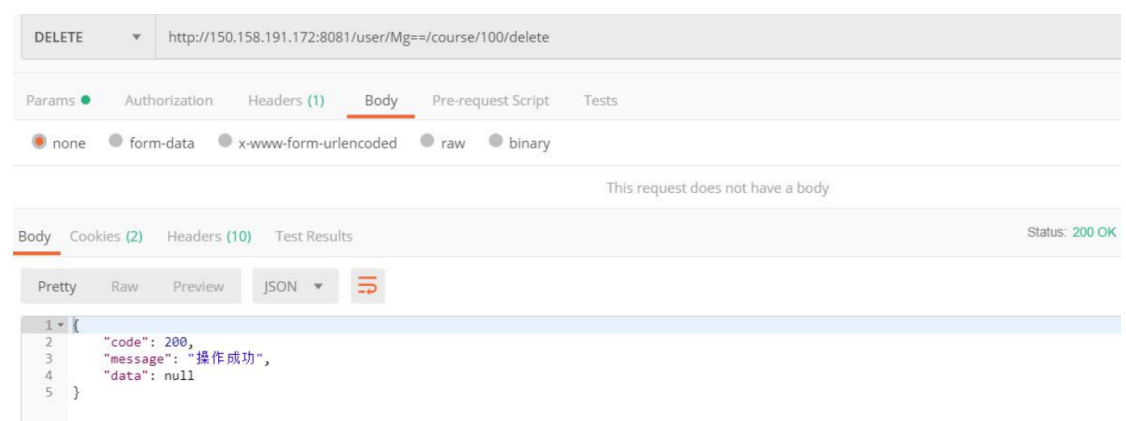 DELETE http://150.158.191.172:8081/user/Mg==/course/100/delete
Params Authorization Headers (1) Body Pre-request Script Tests
none form-data x-www-form-urlencoded raw binary
This request does not have a body
Body Cookies (2) Headers (10) Test Results Status: 200 OK
Pretty Raw Preview JSON
1 {
2 "code": 200,
3 "message": "操作成功",
4 "data": null
5 }